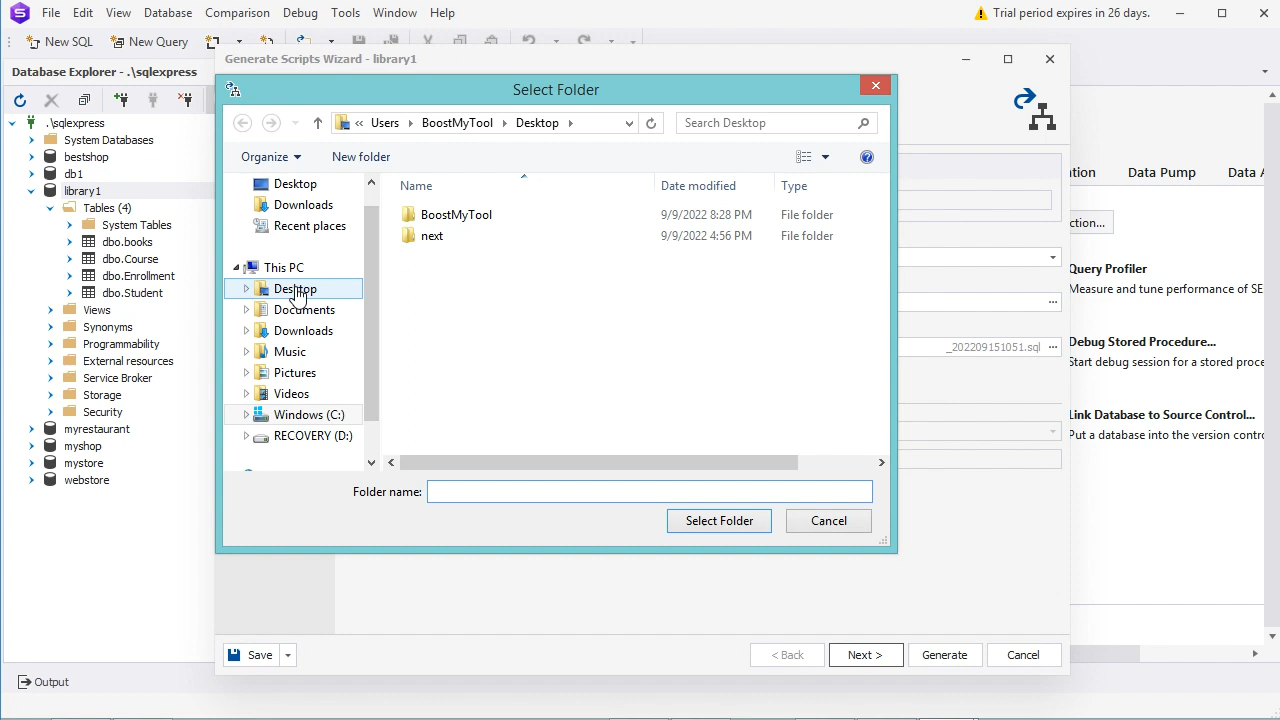 File Edit View Database Comparison Debug Tools Window Help
Trial period expires in 26 days.
New SQL New Query
Database Explorer - .\sqlexpress
.\sqlexpress
System Databases
bestshop
db1
library1
Tables (4)
System Tables
dbo.books
dbo.Course
dbo.Enrollment
dbo.Student
Views
Synonyms
Programmability
External resources
Service Broker
Storage
Security
myrestaurant
myshop
mystore
webstore
Output
Generate Scripts Wizard - library1
Select Folder
« Users BoostMyTool Desktop
Search Desktop
Organize New folder
Desktop
Downloads
Recent places
This PC
Desktop
Documents
Downloads
Music
Pictures
Videos
Windows (C:)
RECOVERY (D:)
Name Date modified Type
BoostMyTool 9/9/2022 8:28 PM File folder
next 9/9/2022 4:56 PM File folder
Folder name:
Select Folder Cancel
_202209151051.sql
Save < Back Next > Generate Cancel
tion Data Pump Data A
ction...
Query Profiler
Measure and tune performance of SE
Debug Stored Procedure...
Start debug session for a stored proce
Link Database to Source Control...
Put a database into the version contro